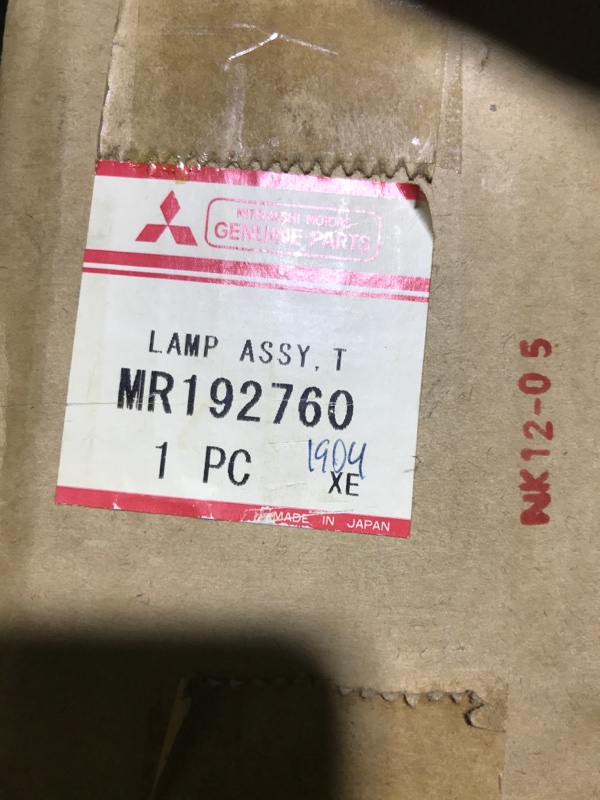 MITSUBISHI MOTORS
GENUINE PARTS
LAMP ASSY,T
MR192760
1 PC
1904
XE
MADE IN JAPAN
NK12-05